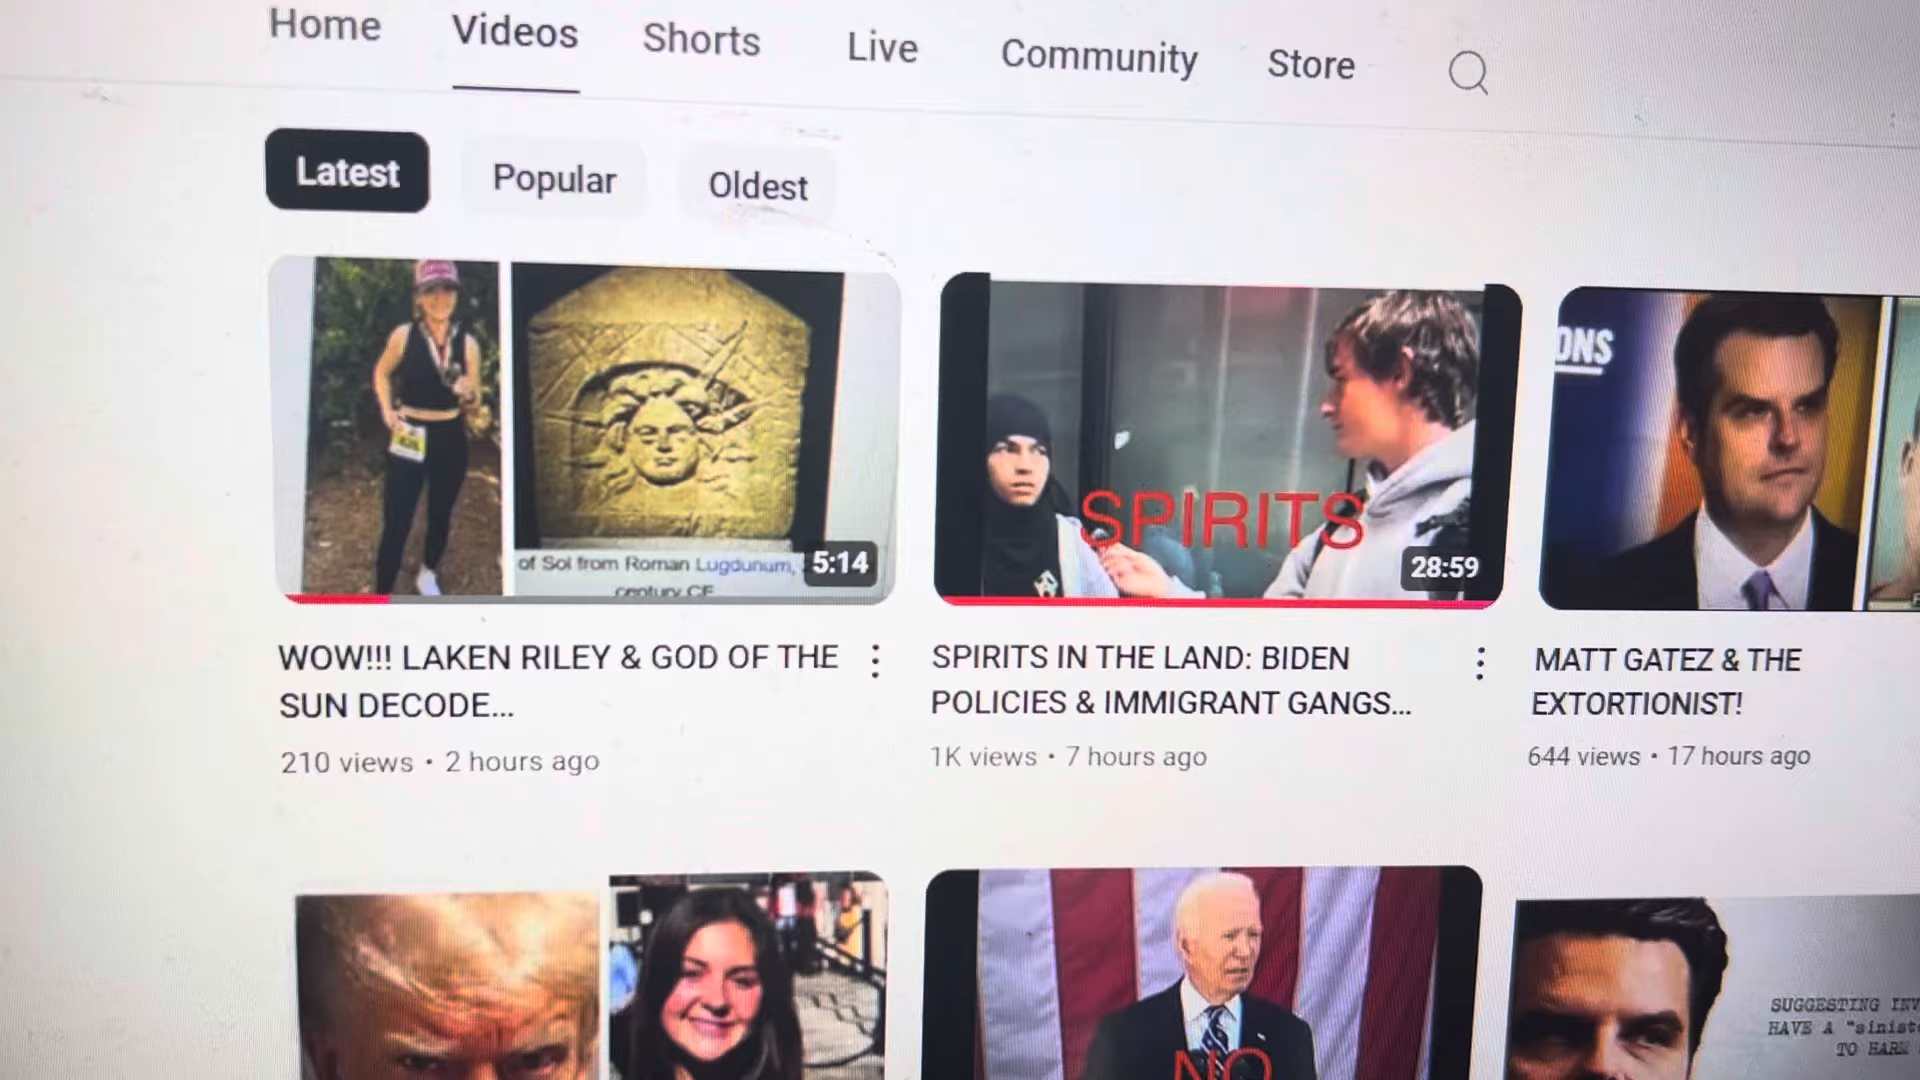 Home Videos Shorts Live Community Store
Latest Popular Oldest
ONS
of Sol from Roman Lugdunum,
century CE
5:14
SPIRITS
28:59
WOW!!! LAKEN RILEY & GOD OF THE
SUN DECODE...
210 views • 2 hours ago
SPIRITS IN THE LAND: BIDEN
POLICIES & IMMIGRANT GANGS...
1K views • 7 hours ago
MATT GATEZ & THE
EXTORTIONIST!
644 views • 17 hours ago
NO
SUGGESTING
HAVE A "
TO HARM